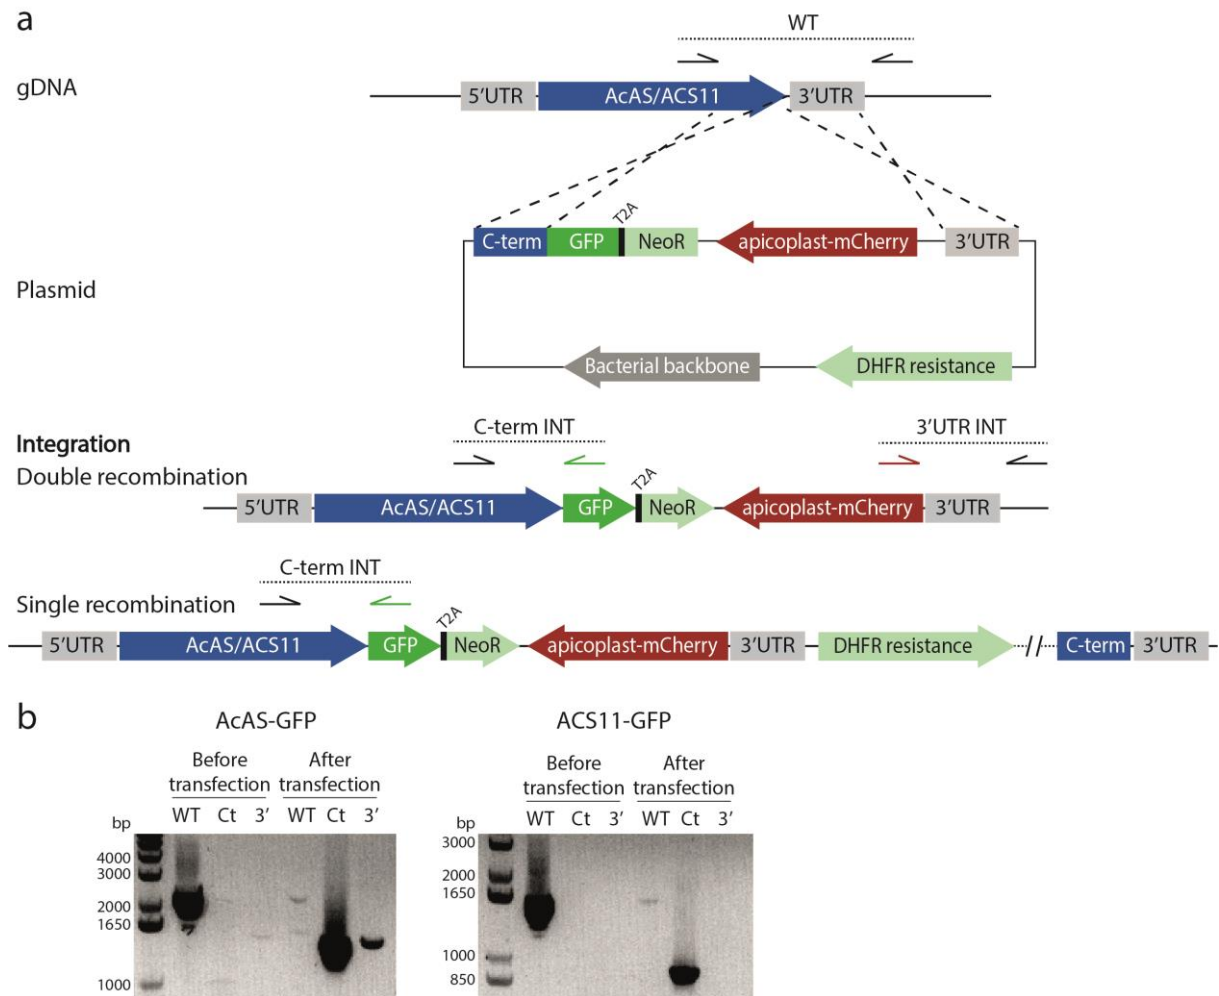 a
WT
gDNA
5'UTR AcAS/ACS11 3'UTR
T2A
C-term GFP NeoR apicoplast-mCherry 3'UTR
Plasmid
Bacterial backbone DHFR resistance
Integration
C-term INT 3'UTR INT
Double recombination
T2A
5'UTR AcAS/ACS11 GFP NeoR apicoplast-mCherry 3'UTR
C-term INT
Single recombination
T2A
5'UTR AcAS/ACS11 GFP NeoR apicoplast-mCherry 3'UTR DHFR resistance // C-term 3'UTR
b
AcAS-GFP
Before transfection
After transfection
WT Ct 3' WT Ct 3'
bp
4000
3000
2000
1650
1000
ACS11-GFP
Before transfection
After transfection
WT Ct 3' WT Ct 3'
bp
3000
2000
1650
1000
850